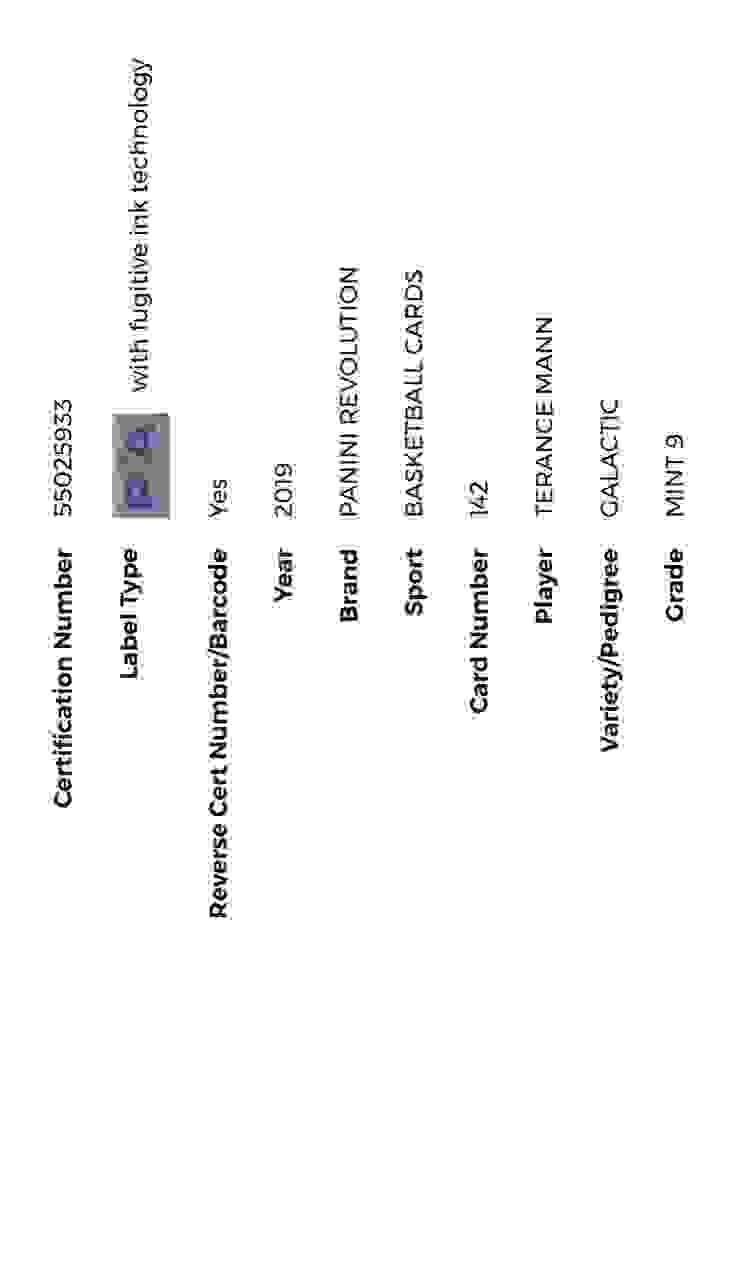 Certification Number 55025933
Label Type with fugitive ink technology
Reverse Cert Number/Barcode Yes
Year 2019
Brand PANINI REVOLUTION
Sport BASKETBALL CARDS
Card Number 142
Player TERANCE MANN
Variety/Pedigree GALACTIC
Grade MINT 9